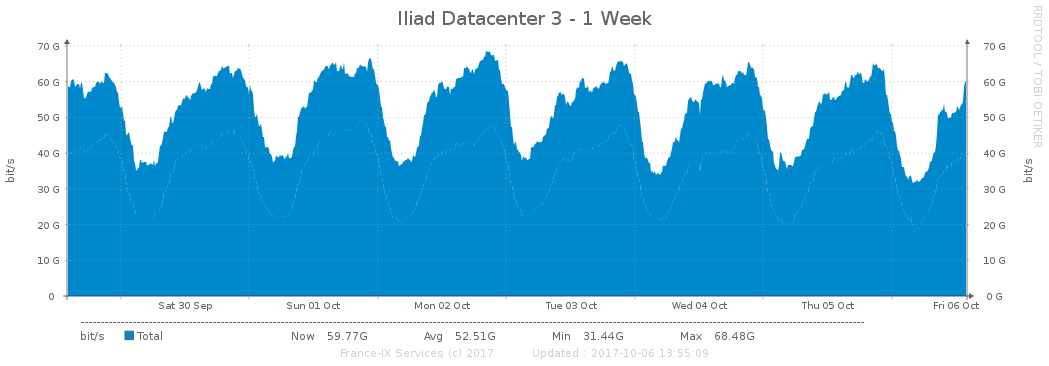 Iliad Datacenter 3 - 1 Week
RRDTOOL / TOBI OETIKER
70 G 70 G
60 G 60 G
50 G 50 G
40 G 40 G
30 G 30 G
20 G 20 G
10 G 10 G
0 0 G
bit/s bit/s
Sat 30 Sep Sun 01 Oct Mon 02 Oct Tue 03 Oct Wed 04 Oct Thu 05 Oct Fri 06 Oct
bit/s Total Now 59.77G Avg 52.51G Min 31.44G Max 68.48G
France-IX Services (c) 2017 Updated : 2017-10-06 13:55:09